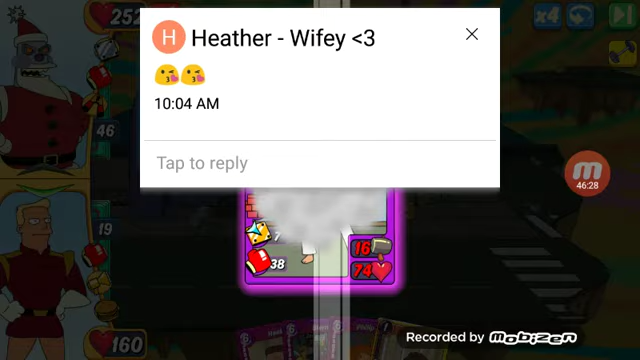 252
x4
H Heather - Wifey <3
😘😘
10:04 AM
46
Tap to reply
46:28
19
16
38
74
160
Recorded by mobizen